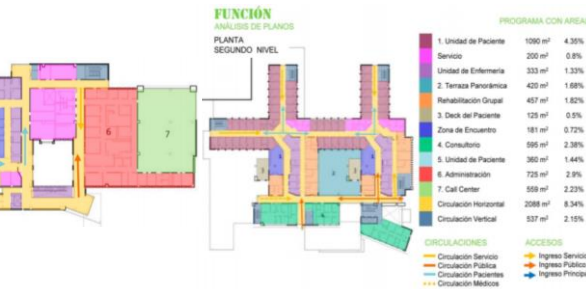 FUNCIÓN
ANÁLISIS DE PLANOS
PLANTA
SEGUNDO NIVEL
PROGRAMA CON AREAS
1. Unidad de Paciente 1090 m² 4.35%
Servicio 200 m² 0.8%
Unidad de Enfermería 333 m² 1.33%
2. Terraza Panorámica 420 m² 1.68%
Rehabilitación Grupal 457 m² 1.82%
3. Deck del Paciente 125 m² 0.5%
Zona de Encuentro 181 m² 0.72%
4. Consultorio 595 m² 2.38%
5. Unidad de Paciente 360 m² 1.44%
6. Administración 725 m² 2.9%
7. Call Center 559 m² 2.23%
Circulación Horizontal 2088 m² 8.34%
Circulación Vertical 537 m² 2.15%
6
7
CIRCULACIONES
Circulación Servicio
Circulación Pública
Circulación Pacientes
Circulación Médicos
ACCESOS
Ingreso Servicio
Ingreso Público
Ingreso Princip